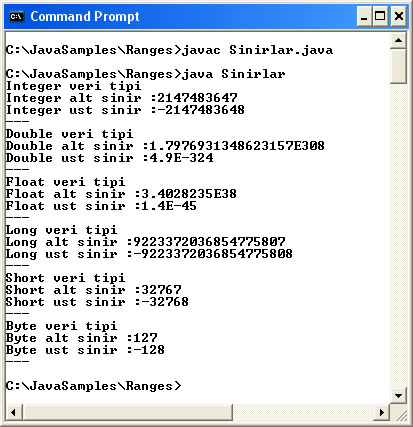 Command Prompt
C:\JavaSamples\Ranges>javac Sinirlar.java
C:\JavaSamples\Ranges>java Sinirlar
Integer veri tipi
Integer alt sinir :2147483647
Integer ust sinir :-2147483648
---
Double veri tipi
Double alt sinir :1.7976931348623157E308
Double ust sinir :4.9E-324
---
Float veri tipi
Float alt sinir :3.4028235E38
Float ust sinir :1.4E-45
---
Long veri tipi
Long alt sinir :9223372036854775807
Long ust sinir :-9223372036854775808
---
Short veri tipi
Short alt sinir :32767
Short ust sinir :-32768
---
Byte veri tipi
Byte alt sinir :127
Byte ust sinir :-128
---
C:\JavaSamples\Ranges>